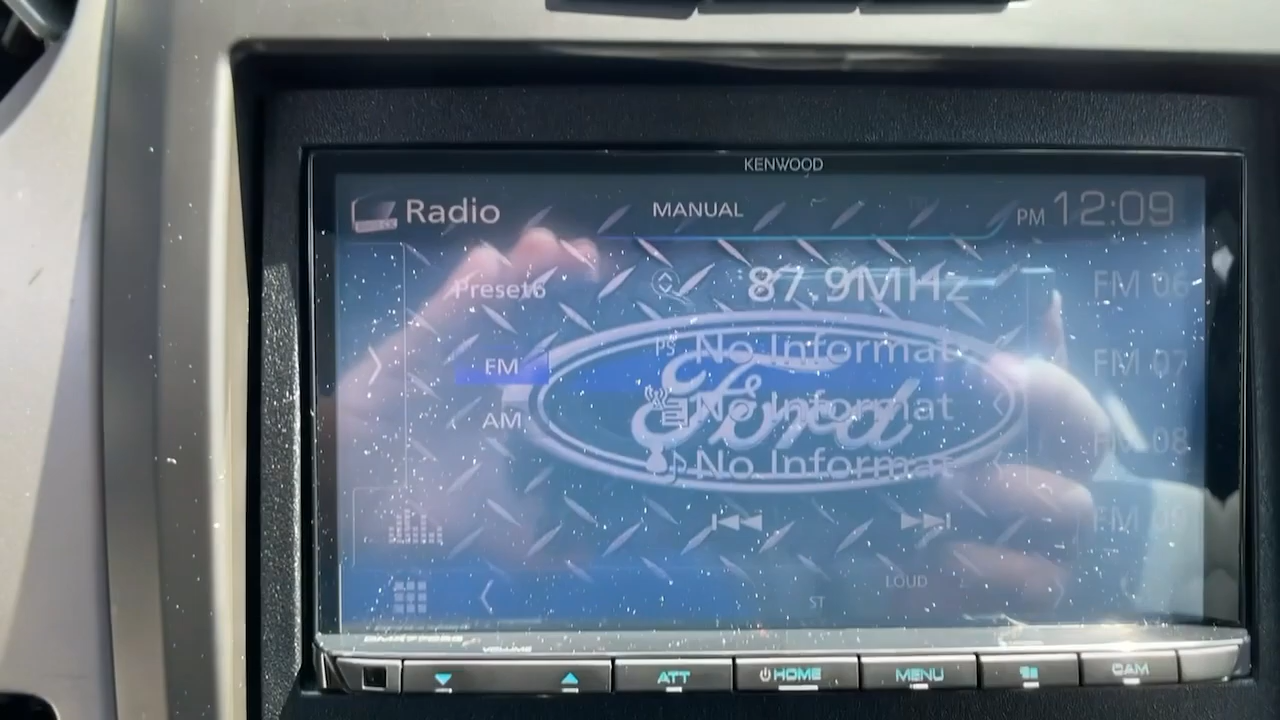 KENWOOD
Radio MANUAL PM 12:09
Preset6 87.9MHz FM 06
PS No Informat FM 07
FM
Ford
AM No Informat
FM 08
No Informat
FM 09
LOUD
ST
VOLUME
ATT HOME MENU CAM